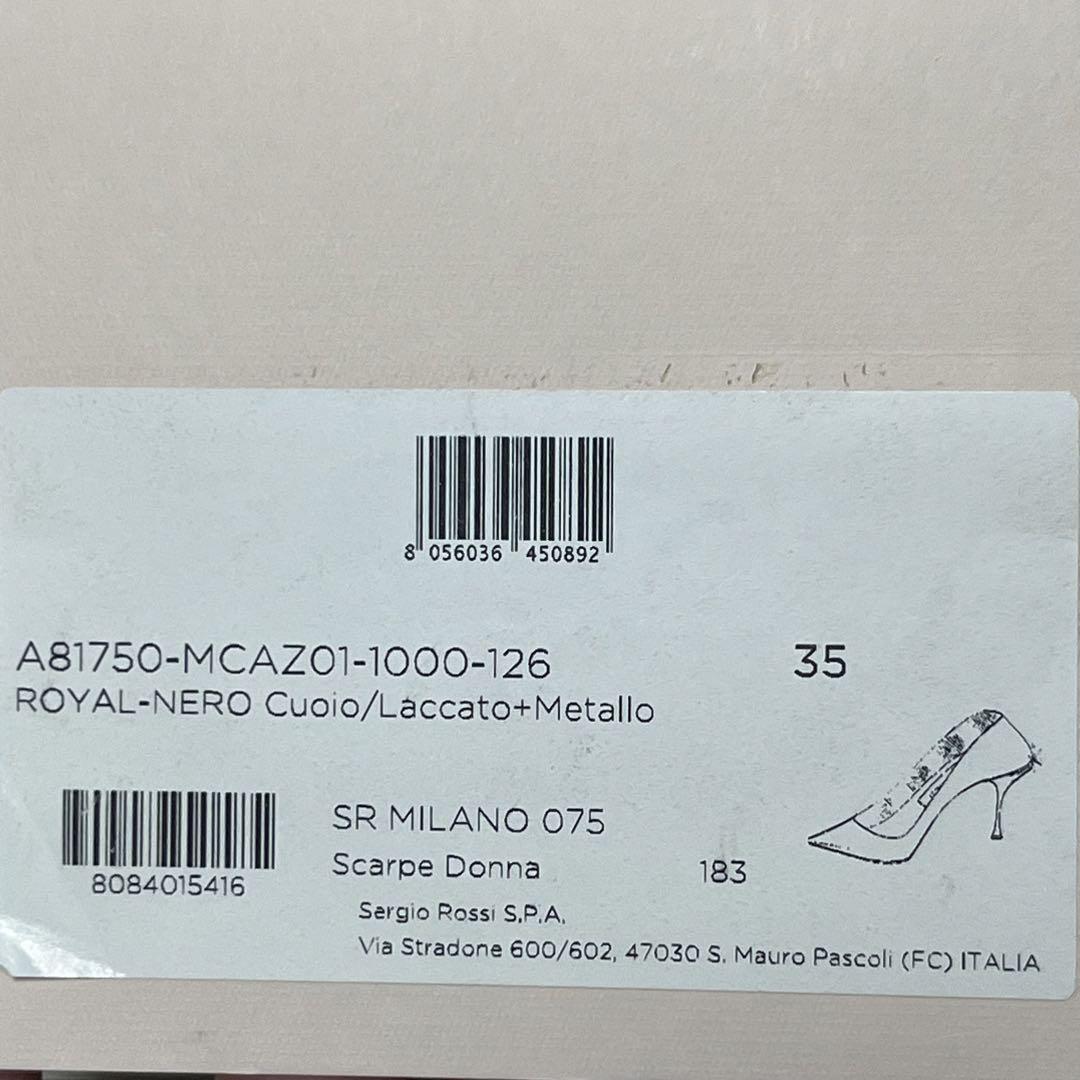 8 056036 450892
A81750-MCAZ01-1000-126 35
ROYAL-NERO Cuoio/Laccato+Metallo
8084015416
SR MILANO 075
Scarpe Donna 183
Sergio Rossi S.P.A.
Via Stradone 600/602, 47030 S. Mauro Pascoli (FC) ITALIA